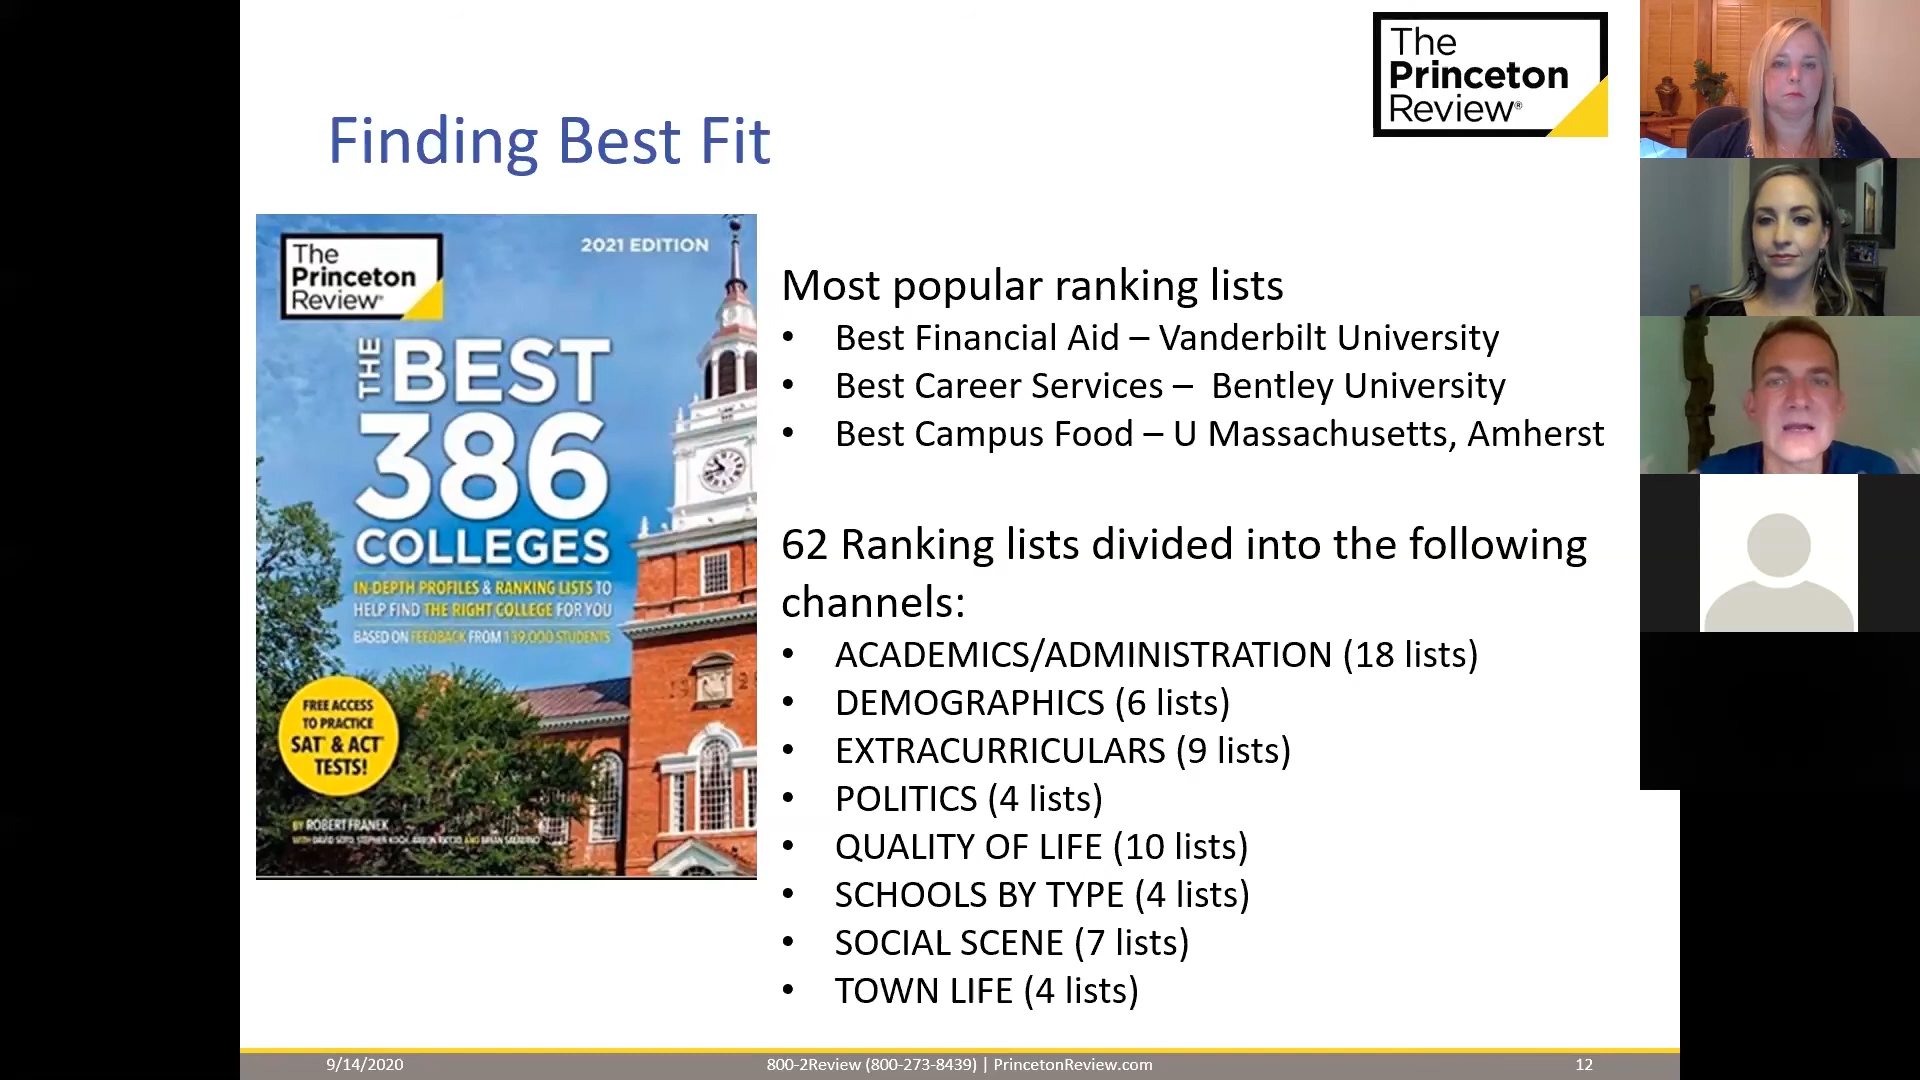 The
Princeton
Review®
Finding Best Fit
The
Princeton
Review®
2021 EDITION
THE BEST
386
COLLEGES
IN-DEPTH PROFILES & RANKING LISTS TO
HELP FIND THE RIGHT COLLEGE FOR YOU
BASED ON FEEDBACK FROM 139,000 STUDENTS
FREE ACCESS
TO PRACTICE
SAT® & ACT®
TESTS!
BY ROBERT FRANEK
Most popular ranking lists
• Best Financial Aid – Vanderbilt University
• Best Career Services – Bentley University
• Best Campus Food – U Massachusetts, Amherst
62 Ranking lists divided into the following
channels:
• ACADEMICS/ADMINISTRATION (18 lists)
• DEMOGRAPHICS (6 lists)
• EXTRACURRICULARS (9 lists)
• POLITICS (4 lists)
• QUALITY OF LIFE (10 lists)
• SCHOOLS BY TYPE (4 lists)
• SOCIAL SCENE (7 lists)
• TOWN LIFE (4 lists)
9/14/2020
800-2Review (800-273-8439) | PrincetonReview.com
12